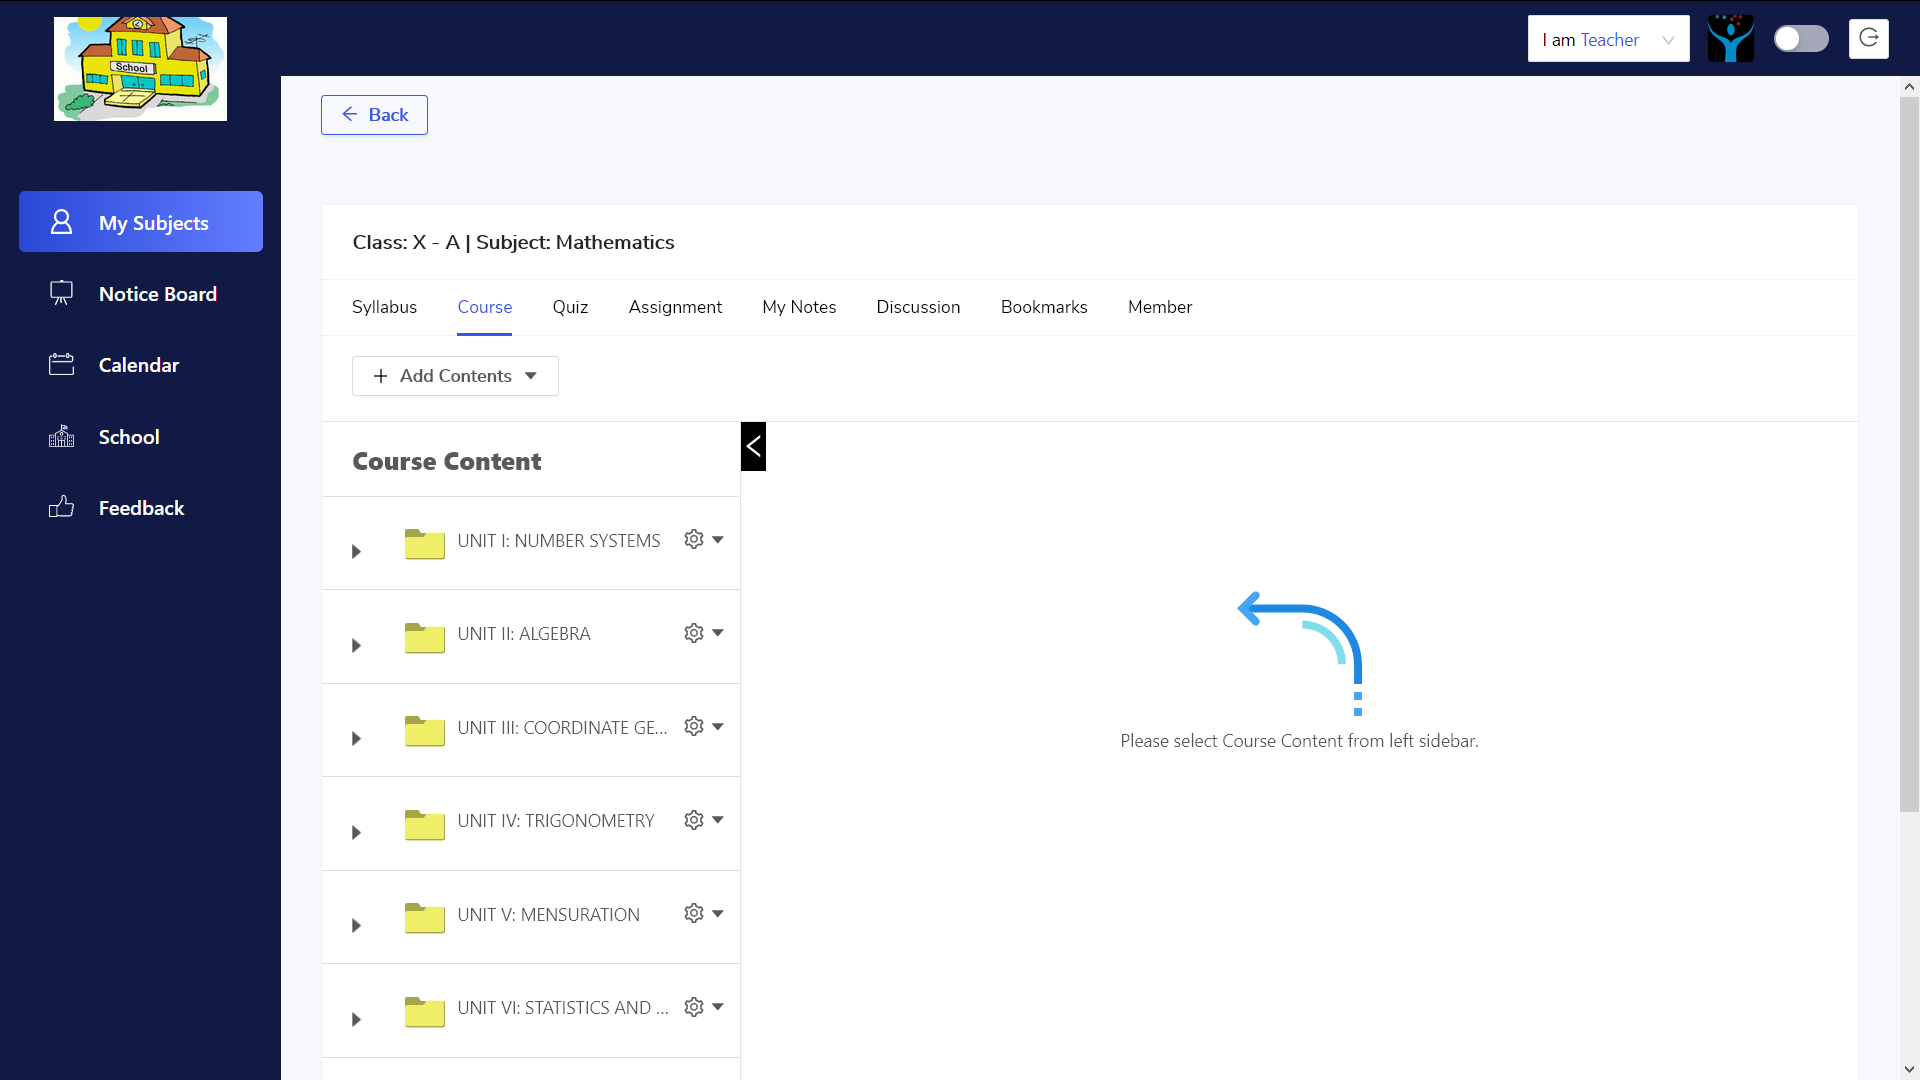 School
I am Teacher
Back
My Subjects
Notice Board
Calendar
School
Feedback
Class: X - A | Subject: Mathematics
Syllabus Course Quiz Assignment My Notes Discussion Bookmarks Member
+ Add Contents
Course Content
UNIT I: NUMBER SYSTEMS
UNIT II: ALGEBRA
UNIT III: COORDINATE GE...
UNIT IV: TRIGONOMETRY
UNIT V: MENSURATION
UNIT VI: STATISTICS AND ...
Please select Course Content from left sidebar.